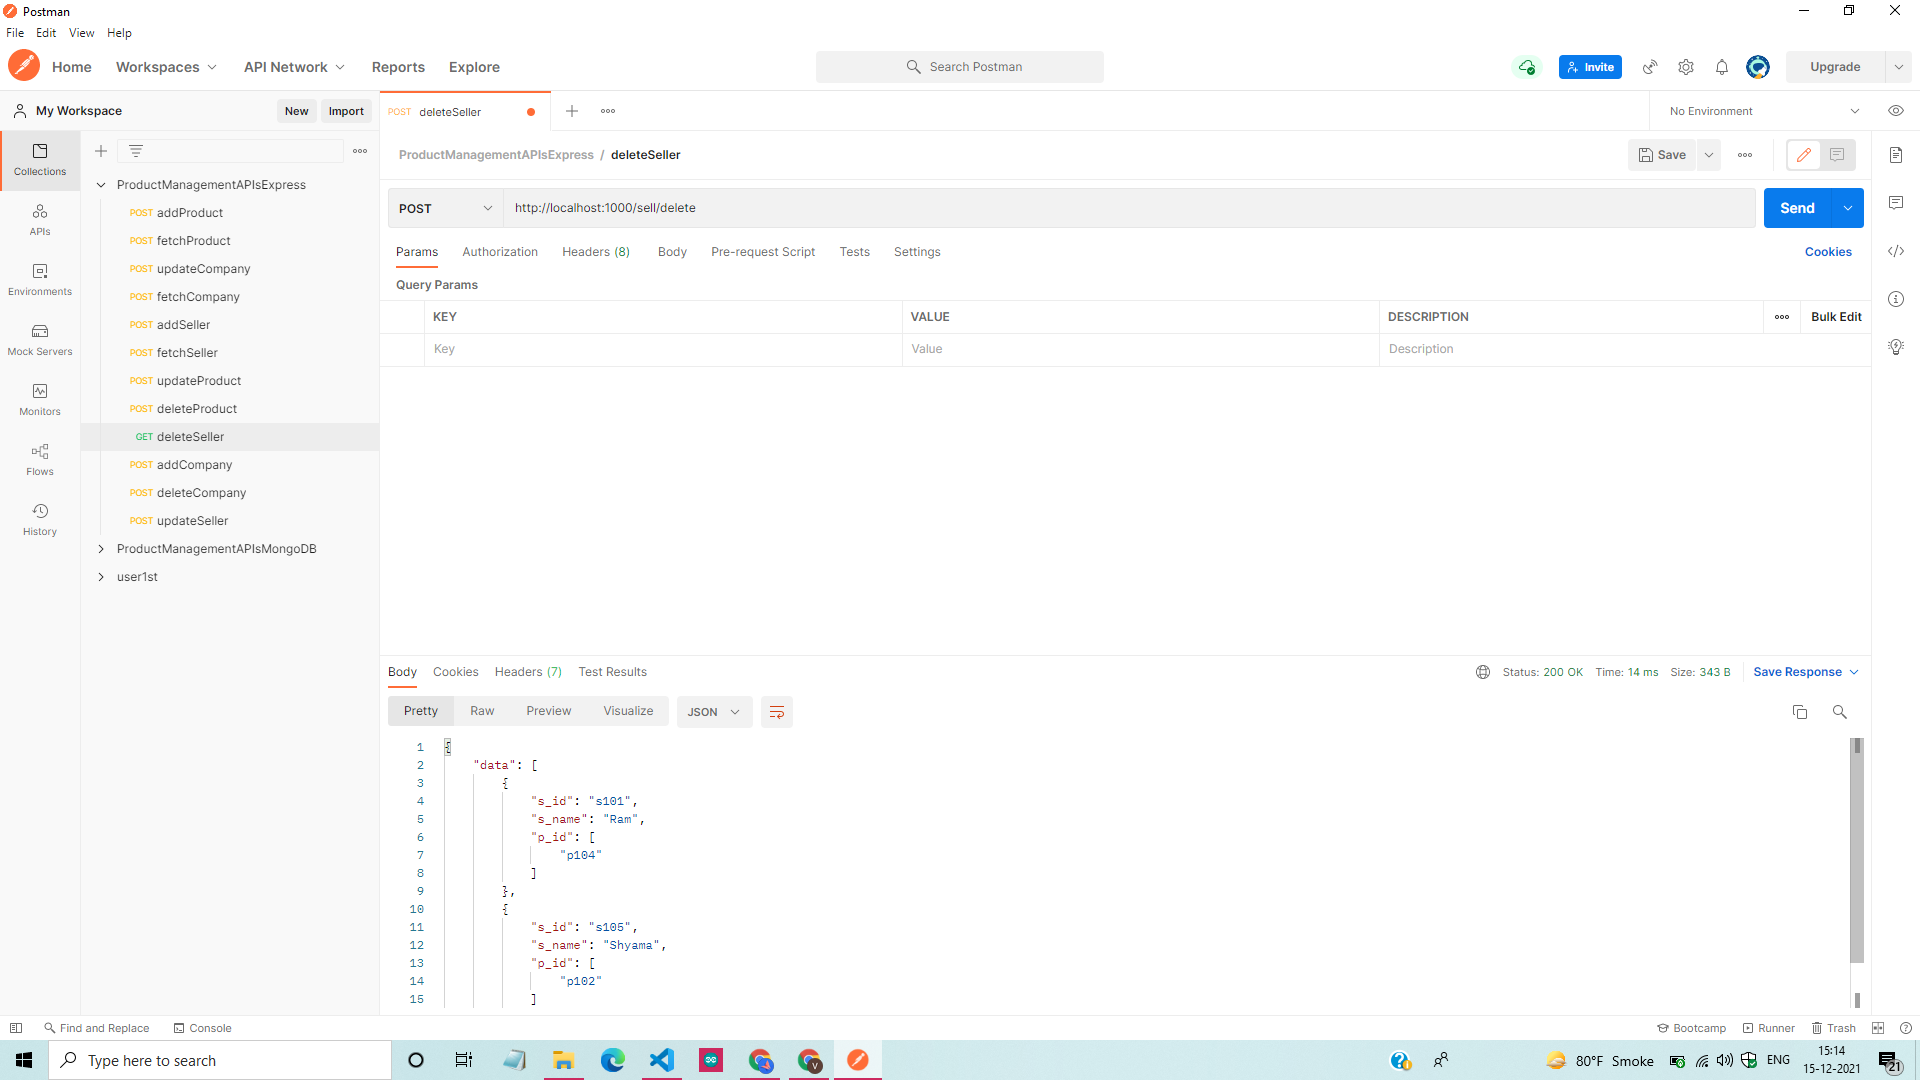 Postman
File Edit View Help
Home Workspaces API Network Reports Explore Search Postman Invite Upgrade
My Workspace New Import POST deleteSeller No Environment
Collections
APIs
Environments
Mock Servers
Monitors
Flows
History
ProductManagementAPIsExpress
POST addProduct
POST fetchProduct
POST updateCompany
POST fetchCompany
POST addSeller
POST fetchSeller
POST updateProduct
POST deleteProduct
GET deleteSeller
POST addCompany
POST deleteCompany
POST updateSeller
ProductManagementAPIsMongoDB
user1st
ProductManagementAPIsExpress / deleteSeller Save
POST http://localhost:1000/sell/delete Send
Params Authorization Headers (8) Body Pre-request Script Tests Settings Cookies
Query Params
KEY VALUE DESCRIPTION Bulk Edit
Key Value Description
Body Cookies Headers (7) Test Results Status: 200 OK Time: 14 ms Size: 343 B Save Response
Pretty Raw Preview Visualize JSON
1 {
2 "data": [
3 {
4 "s_id": "s101",
5 "s_name": "Ram",
6 "p_id": [
7 "p104"
8 ]
9 },
10 {
11 "s_id": "s105",
12 "s_name": "Shyama",
13 "p_id": [
14 "p102"
15 ]
Find and Replace Console Bootcamp Runner Trash
Type here to search V 80°F Smoke ENG 15:14
15-12-2021 21